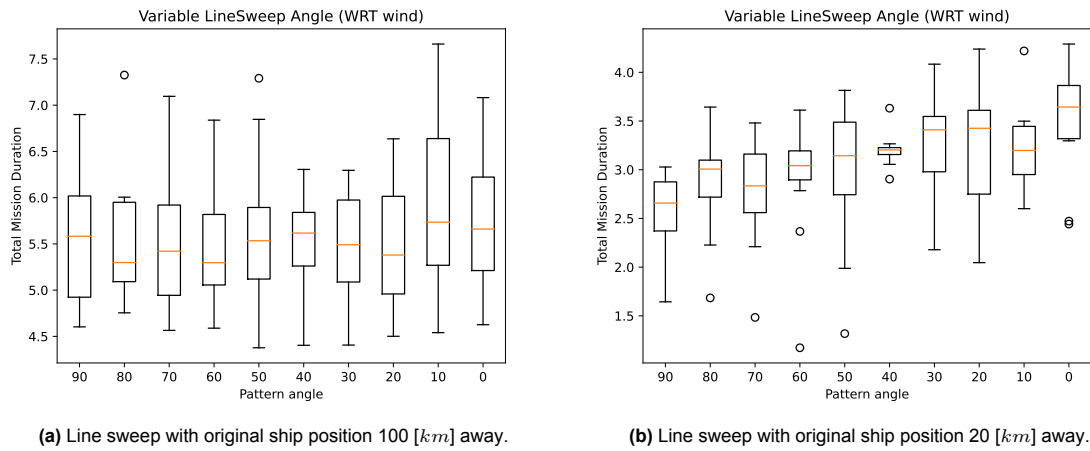 Variable LineSweep Angle (WRT wind)
Total Mission Duration
7.5
7.0
6.5
6.0
5.5
5.0
4.5
90 80 70 60 50 40 30 20 10 0
Pattern angle
(a) Line sweep with original ship position 100 [km] away.
Variable LineSweep Angle (WRT wind)
Total Mission Duration
4.0
3.5
3.0
2.5
2.0
1.5
90 80 70 60 50 40 30 20 10 0
Pattern angle
(b) Line sweep with original ship position 20 [km] away.